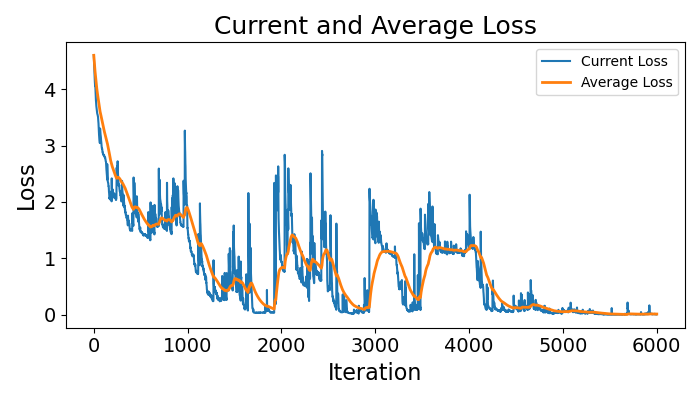 Current and Average Loss
Current Loss
Average Loss
Loss
4
3
2
1
0
0 1000 2000 3000 4000 5000 6000
Iteration